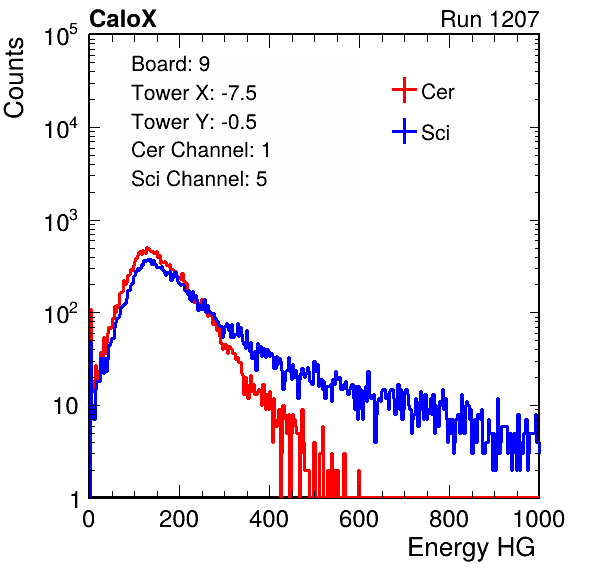 CaloX Run 1207
Counts
Board: 9
Tower X: -7.5
Tower Y: -0.5
Cer Channel: 1
Sci Channel: 5
Cer
Sci
10^5
10^4
10^3
10^2
10
1
0 200 400 600 800 1000
Energy HG